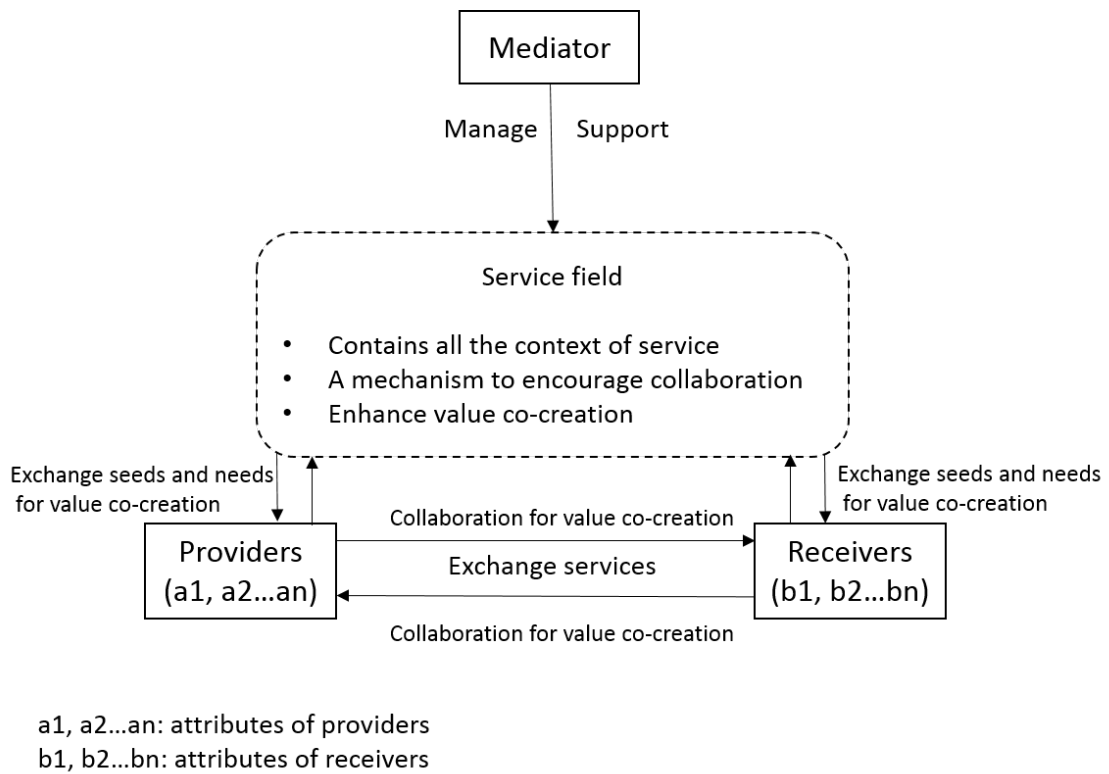 Mediator
Manage Support
Service field
• Contains all the context of service
• A mechanism to encourage collaboration
• Enhance value co-creation
Exchange seeds and needs
for value co-creation
Exchange seeds and needs
for value co-creation
Collaboration for value co-creation
Providers
(a1, a2...an)
Exchange services
Receivers
(b1, b2...bn)
Collaboration for value co-creation
a1, a2...an: attributes of providers
b1, b2...bn: attributes of receivers